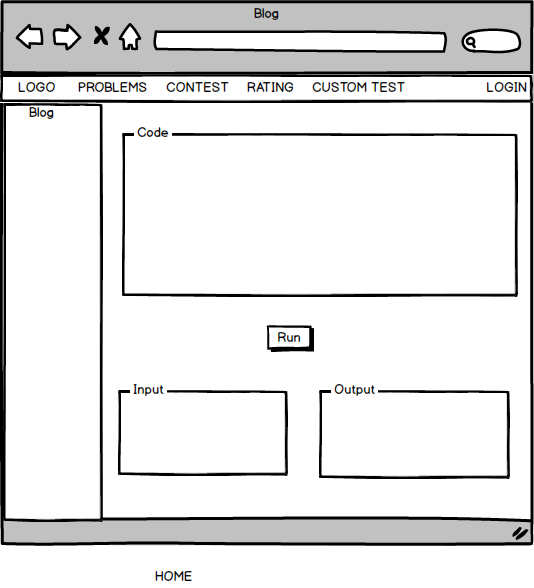 Blog
LOGO PROBLEMS CONTEST RATING CUSTOM TEST LOGIN
Blog
Code
Run
Input Output
HOME